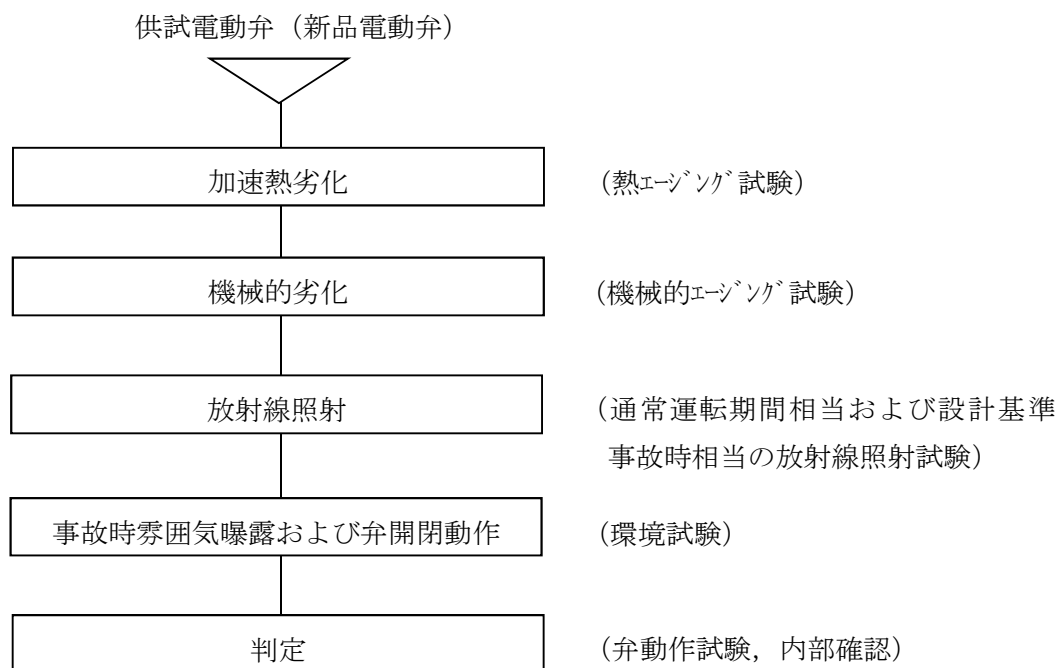 供試電動弁(新品電動弁)
加速熱劣化
(熱ｴｰｼﾞﾝｸﾞ試験)
機械的劣化
(機械的ｴｰｼﾞﾝｸﾞ試験)
放射線照射
(通常運転期間相当および設計基準
事故時相当の放射線照射試験)
事故時雰囲気曝露および弁開閉動作
(環境試験)
判定
(弁動作試験，内部確認)